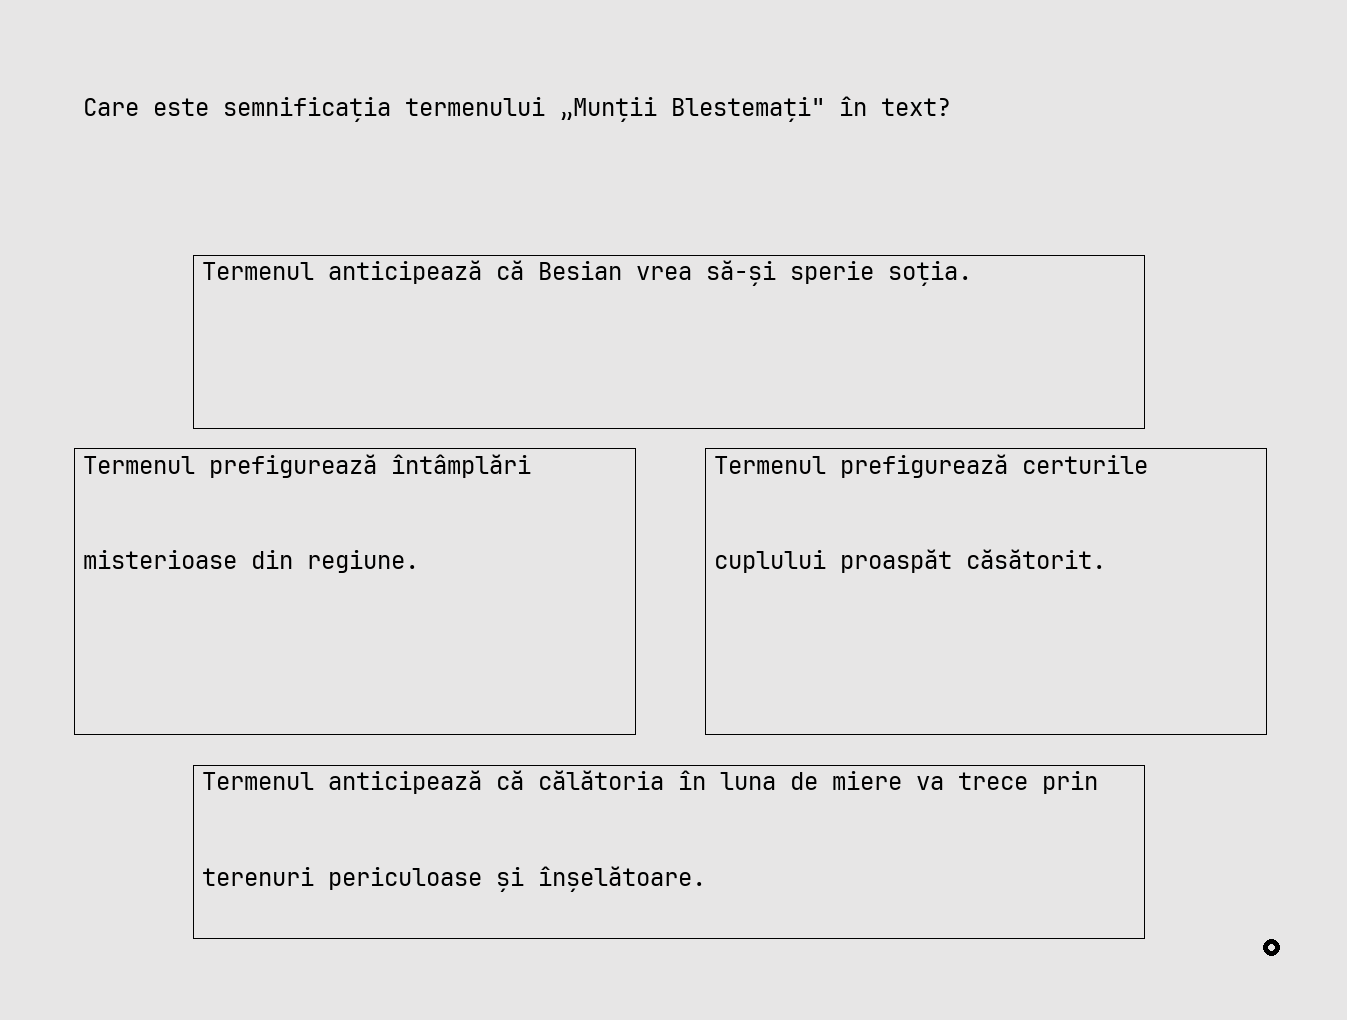 Care este semnificația termenului „Munții Blestemați" în text?
Termenul anticipează că Besian vrea să-și sperie soția.
Termenul prefigurează întâmplări
misterioase din regiune.
Termenul prefigurează certurile
cuplului proaspăt căsătorit.
Termenul anticipează că călătoria în luna de miere va trece prin
terenuri periculoase și înșelătoare.